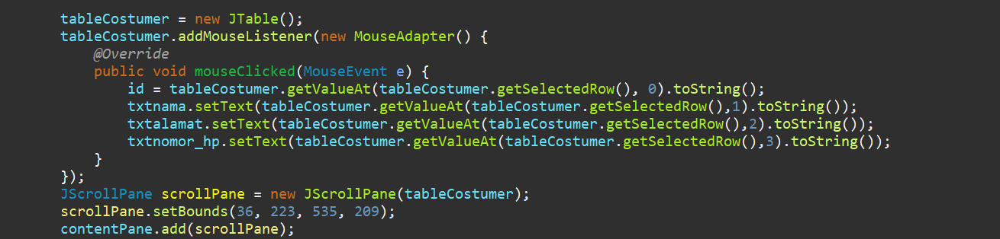 tableCostumer = new JTable();
tableCostumer.addMouseListener(new MouseAdapter() {
    @Override
    public void mouseClicked(MouseEvent e) {
        id = tableCostumer.getValueAt(tableCostumer.getSelectedRow(), 0).toString();
        txtnama.setText(tableCostumer.getValueAt(tableCostumer.getSelectedRow(),1).toString());
        txtalamat.setText(tableCostumer.getValueAt(tableCostumer.getSelectedRow(),2).toString());
        txtnomor_hp.setText(tableCostumer.getValueAt(tableCostumer.getSelectedRow(),3).toString());
    }
});
JScrollPane scrollPane = new JScrollPane(tableCostumer);
scrollPane.setBounds(36, 223, 535, 209);
contentPane.add(scrollPane);